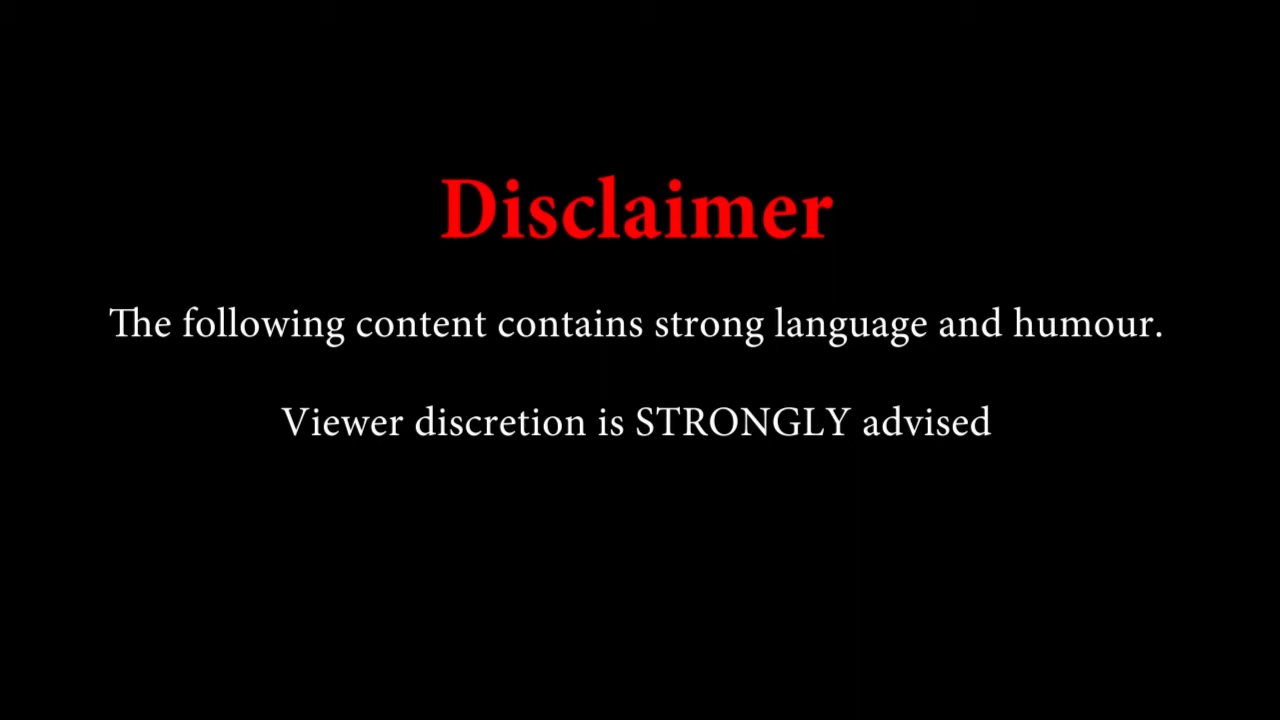 Disclaimer
The following content contains strong language and humour.
Viewer discretion is STRONGLY advised